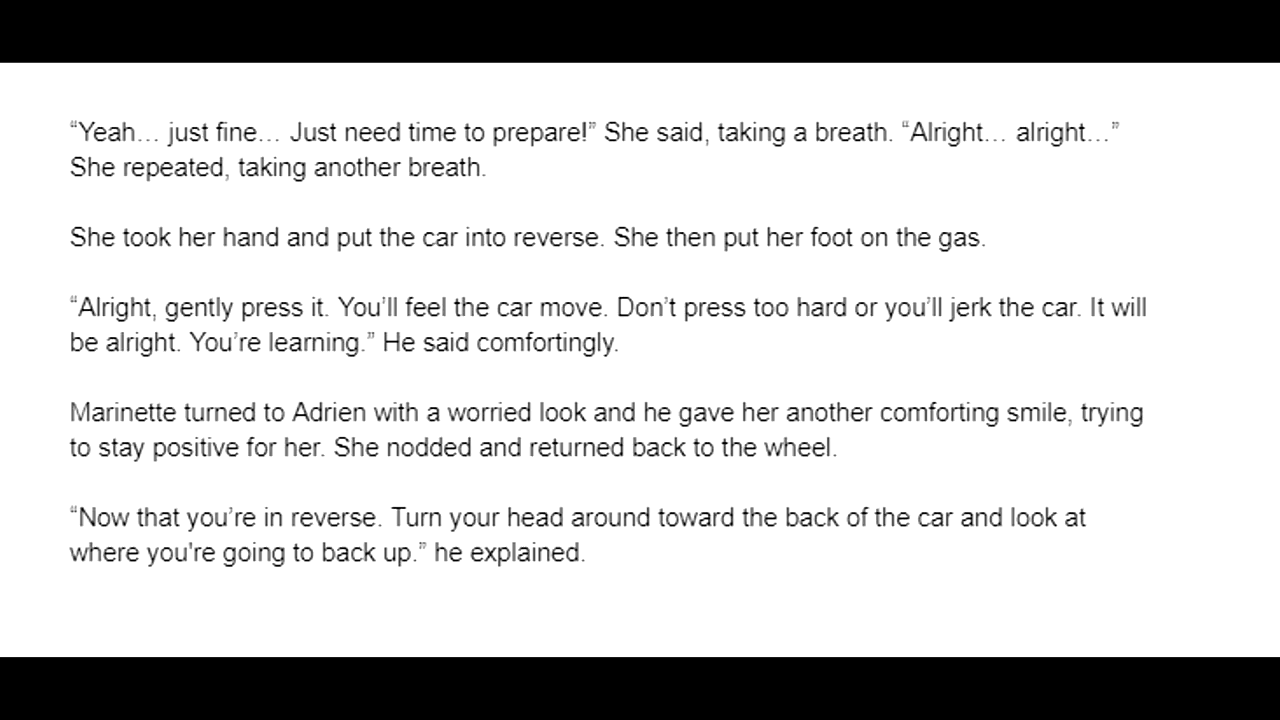 “Yeah… just fine… Just need time to prepare!” She said, taking a breath. “Alright… alright…”
She repeated, taking another breath.
She took her hand and put the car into reverse. She then put her foot on the gas.
“Alright, gently press it. You’ll feel the car move. Don’t press too hard or you’ll jerk the car. It will
be alright. You’re learning.” He said comfortingly.
Marinette turned to Adrien with a worried look and he gave her another comforting smile, trying
to stay positive for her. She nodded and returned back to the wheel.
“Now that you’re in reverse. Turn your head around toward the back of the car and look at
where you're going to back up.” he explained.